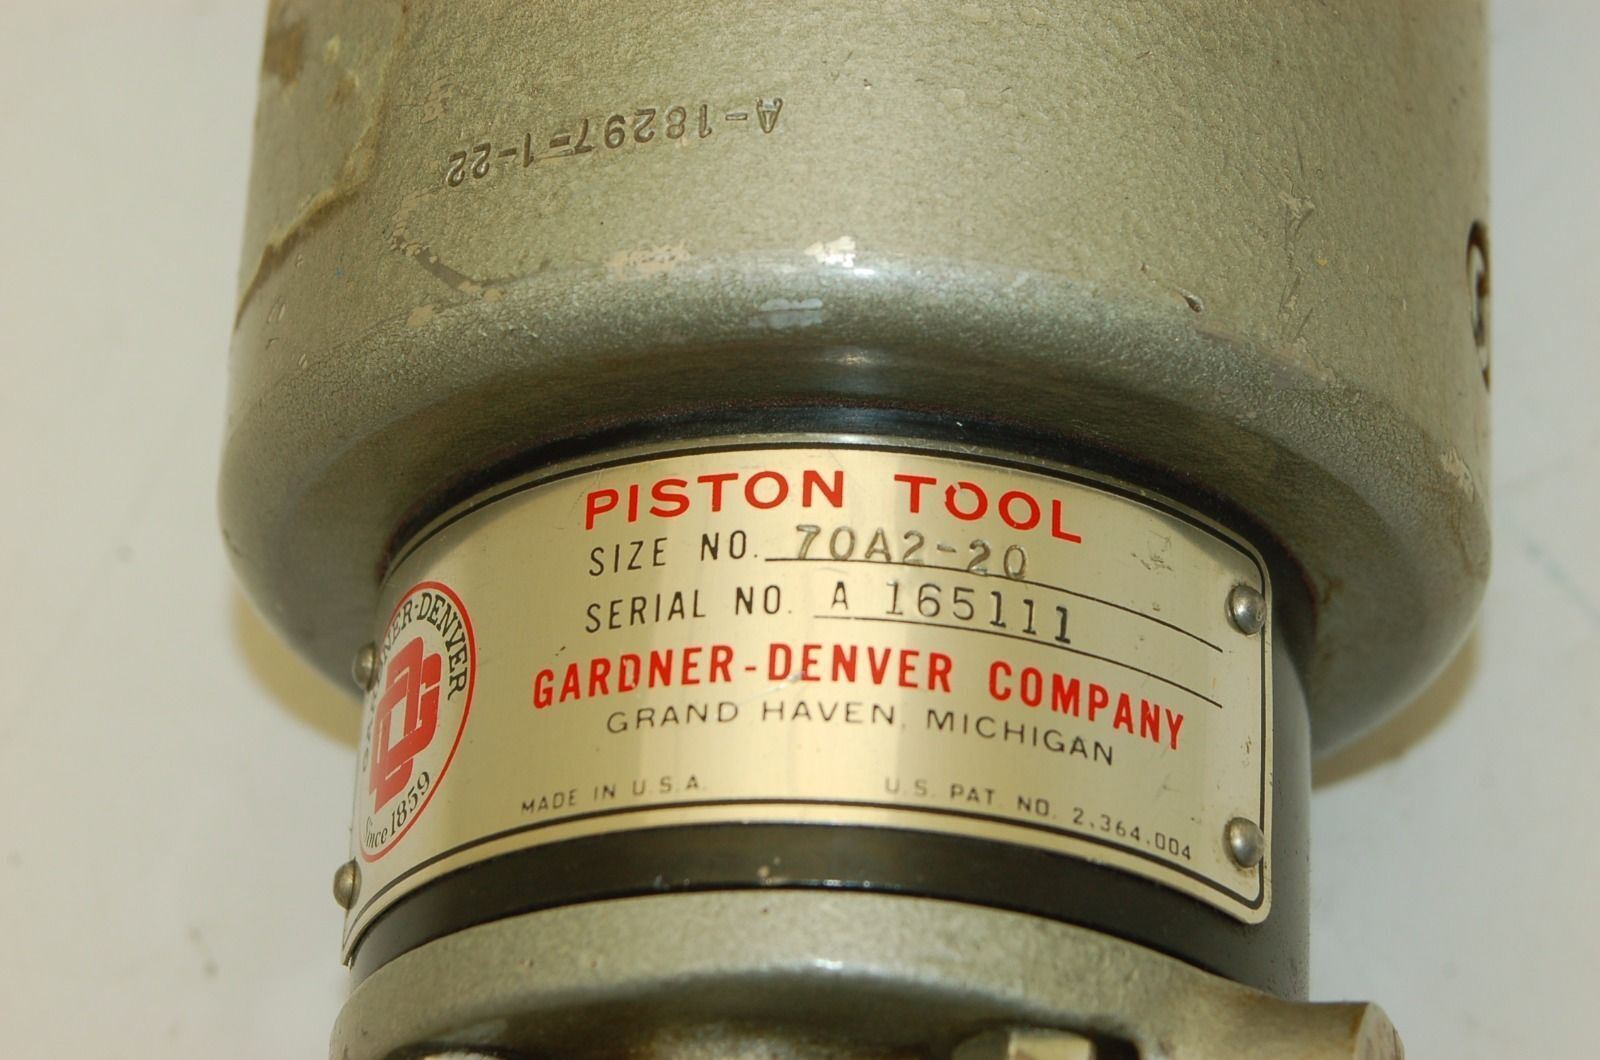 A-18297-1-22
PISTON TOOL
SIZE NO. 70A2-20
SERIAL NO. A 165111
GARDNER-DENVER COMPANY
GRAND HAVEN, MICHIGAN
MADE IN U.S.A.
U.S. PAT. NO. 2,364,004
GARDNER-DENVER
GD
Since 1859